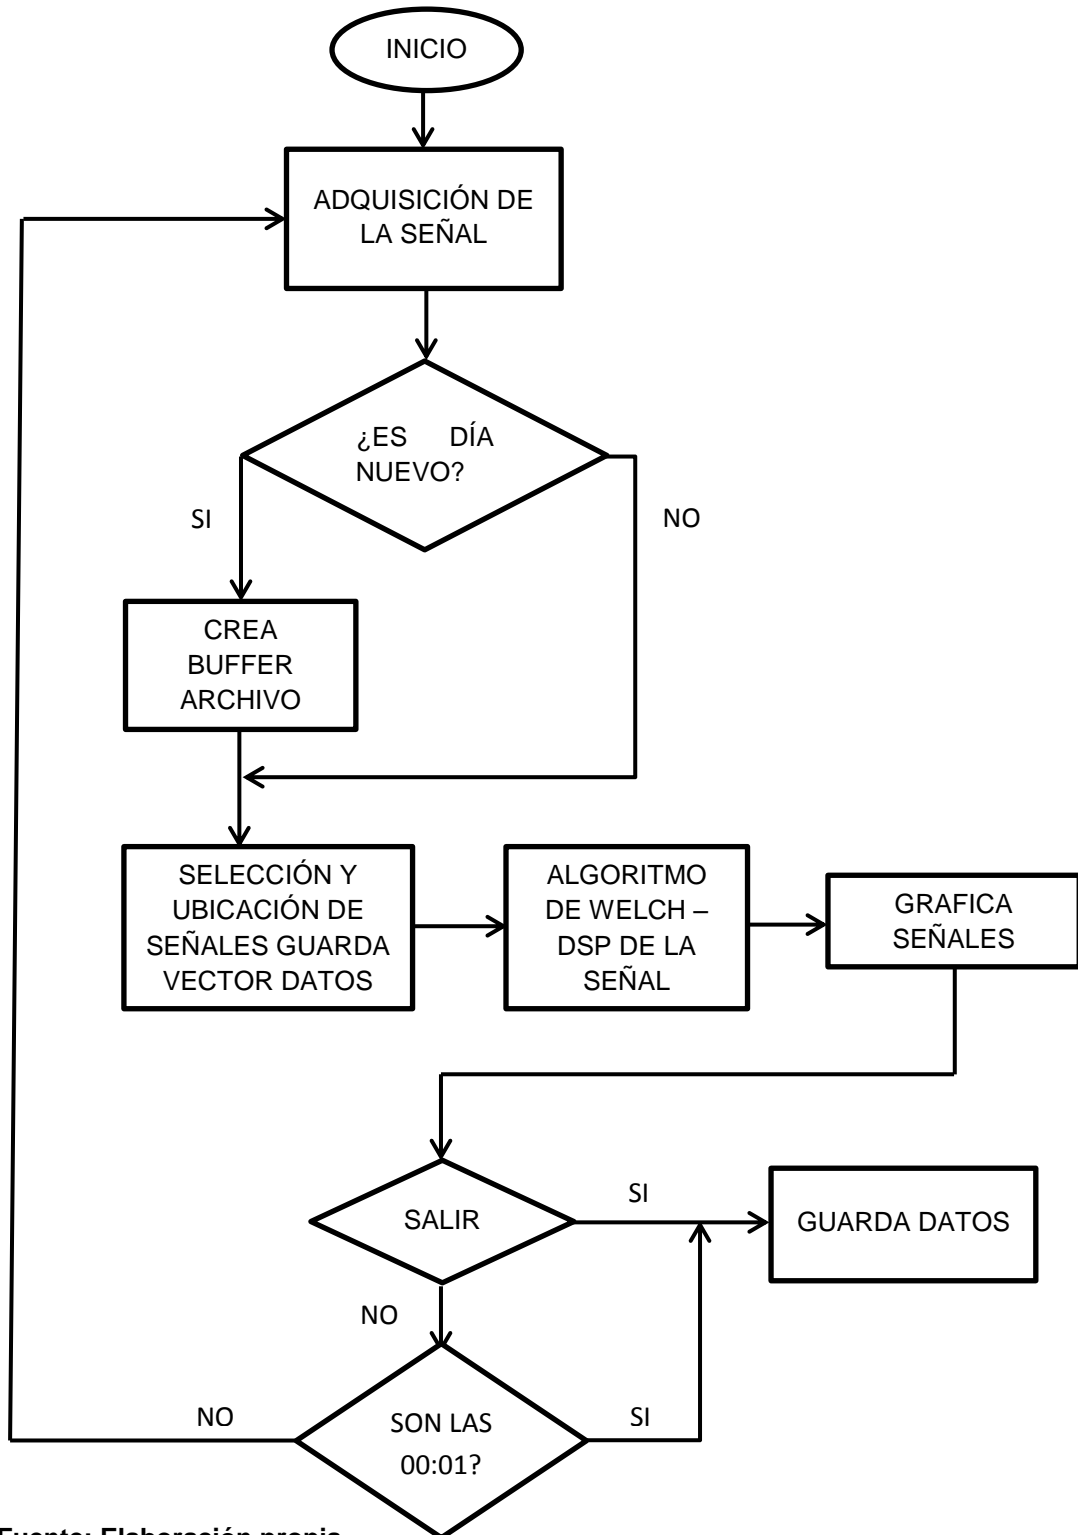 INICIO
ADQUISICIÓN DE
LA SEÑAL
¿ES DÍA
NUEVO?
SI
NO
CREA
BUFFER
ARCHIVO
SELECCIÓN Y
UBICACIÓN DE
SEÑALES GUARDA
VECTOR DATOS
ALGORITMO
DE WELCH –
DSP DE LA
SEÑAL
GRAFICA
SEÑALES
SALIR
SI
GUARDA DATOS
NO
SON LAS
00:01?
NO
SI
Fuente: Elaboración propia